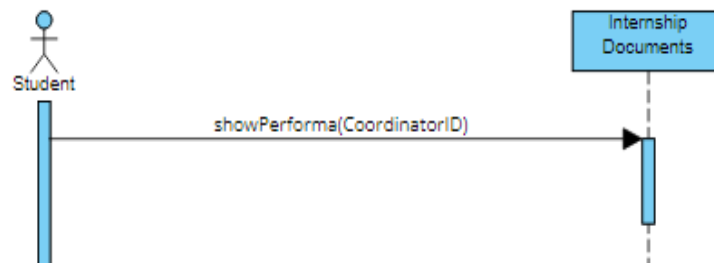 Internship
Documents
Student
showPerforma(CoordinatorID)